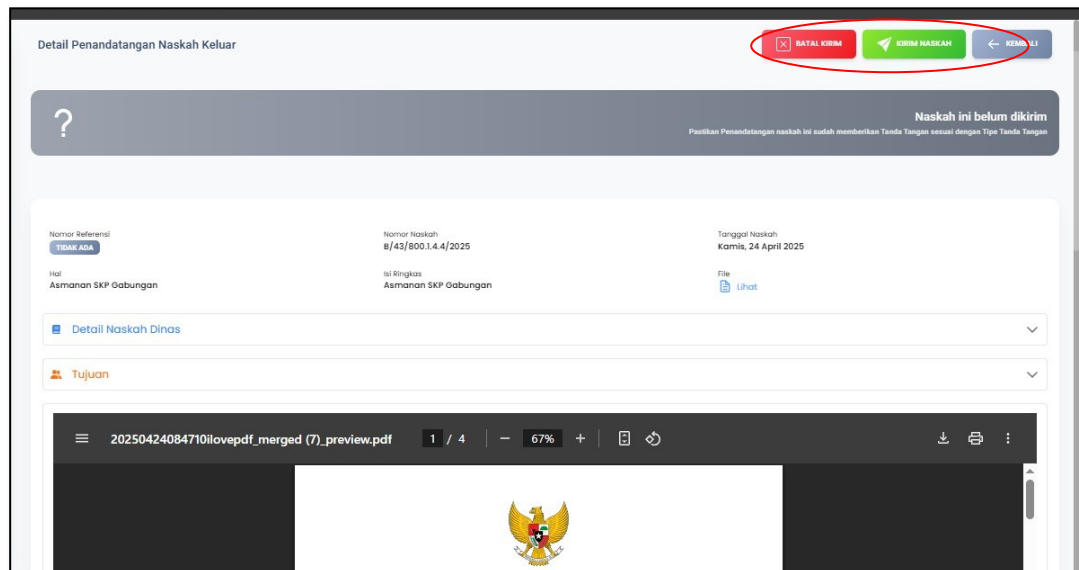 Detail Penandatangan Naskah Keluar
BATAL KIRIM
KIRIM NASKAH
KEMBALI
?
Naskah ini belum dikirim
Pastikan Penandatangan naskah ini sudah memberikan Tanda Tangan sesuai dengan Tipe Tanda Tangan
Nomor Referensi
TIDAK ADA
Nomor Naskah
B/43/800.1.4.4/2025
Tanggal Naskah
Kamis, 24 April 2025
Hal
Asmanan SKP Gabungan
Isi Ringkas
Asmanan SKP Gabungan
File
Lihat
Detail Naskah Dinas
Tujuan
20250424084710ilovepdf_merged (7)_preview.pdf 1 / 4 67%